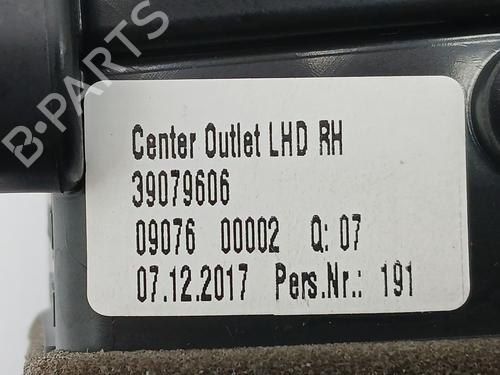 B-PARTS
Center Outlet LHD RH
39079606
09076 00002 Q: 07
07.12.2017 Pers.Nr.: 191